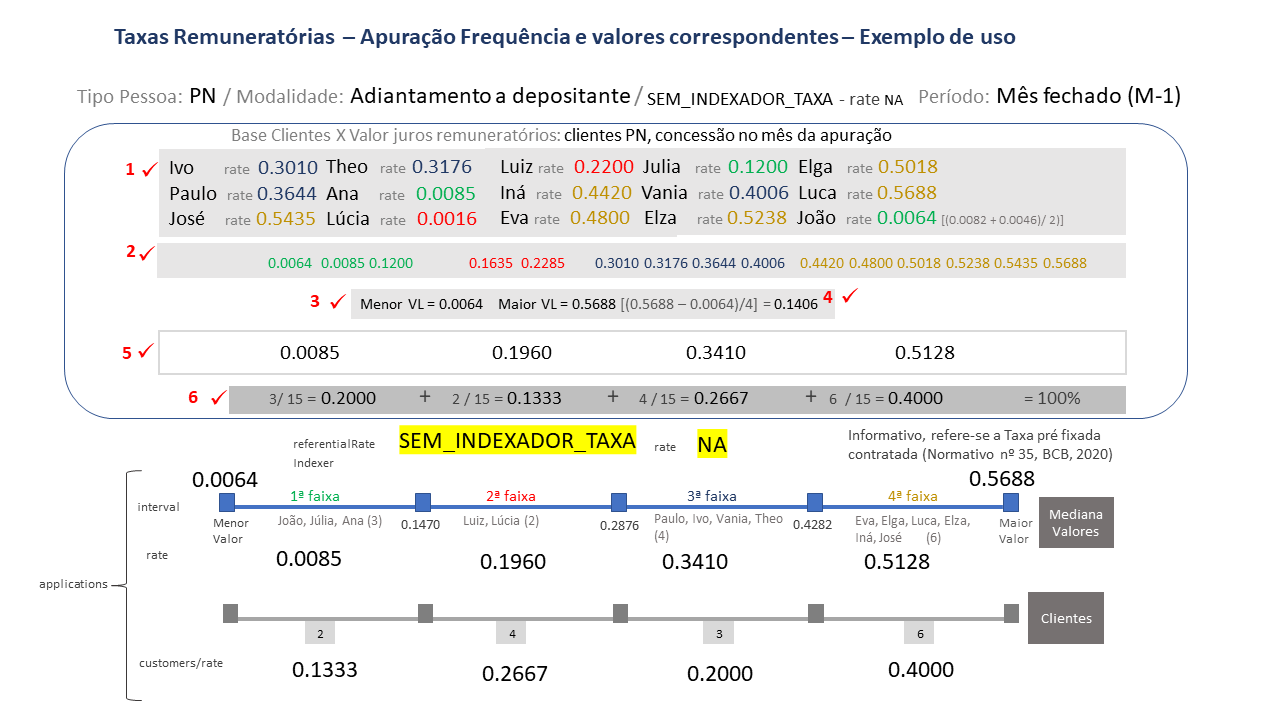 Taxas Remuneratórias – Apuração Frequência e valores correspondentes – Exemplo de uso
Tipo Pessoa: PN / Modalidade: Adiantamento a depositante / SEM_INDEXADOR_TAXA - rate NA Período: Mês fechado (M-1)
Base Clientes X Valor juros remuneratórios: clientes PN, concessão no mês da apuração
1 ✓ Ivo rate 0.3010 Theo rate 0.3176 Luiz rate 0.2200 Julia rate 0.1200 Elga rate 0.5018
Paulo rate 0.3644 Ana rate 0.0085 Iná rate 0.4420 Vania rate 0.4006 Luca rate 0.5688
José rate 0.5435 Lúcia rate 0.0016 Eva rate 0.4800 Elza rate 0.5238 João rate 0.0064 [(0.0082 + 0.0046)/ 2)]
2 ✓ 0.0064 0.0085 0.1200 0.1635 0.2285 0.3010 0.3176 0.3644 0.4006 0.4420 0.4800 0.5018 0.5238 0.5435 0.5688
3 ✓ Menor VL = 0.0064 Maior VL = 0.5688 [(0.5688 – 0.0064)/4] = 0.1406 4 ✓
5 ✓ 0.0085 0.1960 0.3410 0.5128
6 ✓ 3/ 15 = 0.2000 + 2 / 15 = 0.1333 + 4 / 15 = 0.2667 + 6 / 15 = 0.4000 = 100%
referentialRate
Indexer
SEM_INDEXADOR_TAXA rate NA
Informativo, refere-se a Taxa pré fixada
contratada (Normativo nº 35, BCB, 2020)
0.0064 0.5688
interval
1ª faixa 2ª faixa 3ª faixa 4ª faixa
Menor
Valor
João, Júlia, Ana (3)
0.1470
Luiz, Lúcia (2)
0.2876
Paulo, Ivo, Vania, Theo
(4)
0.4282
Eva, Elga, Luca, Elza,
Iná, José (6)
Maior
Valor
Mediana
Valores
rate
0.0085 0.1960 0.3410 0.5128
applications
Clientes
2 4 3 6
customers/rate
0.1333 0.2667 0.2000 0.4000